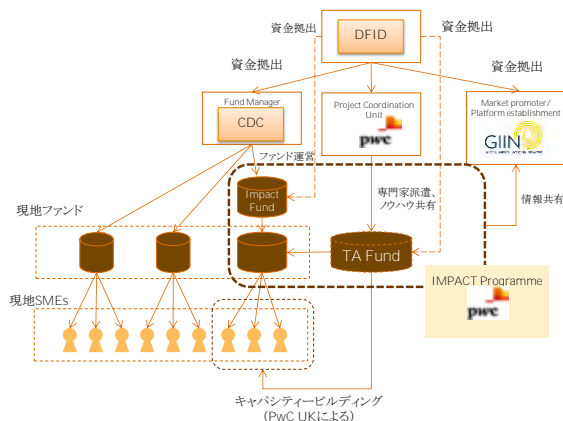 DFID
資金拠出
資金拠出
資金拠出
資金拠出
Fund Manager
CDC
Project Coordination
Unit
pwc
Market promoter/
Platform establishment
GIIN
ファンド運営
Impact
Fund
専門家派遣、
ノウハウ共有
情報共有
現地ファンド
TA Fund
IMPACT Programme
pwc
現地SMEs
キャパシティービルディング
(PwC UKによる)